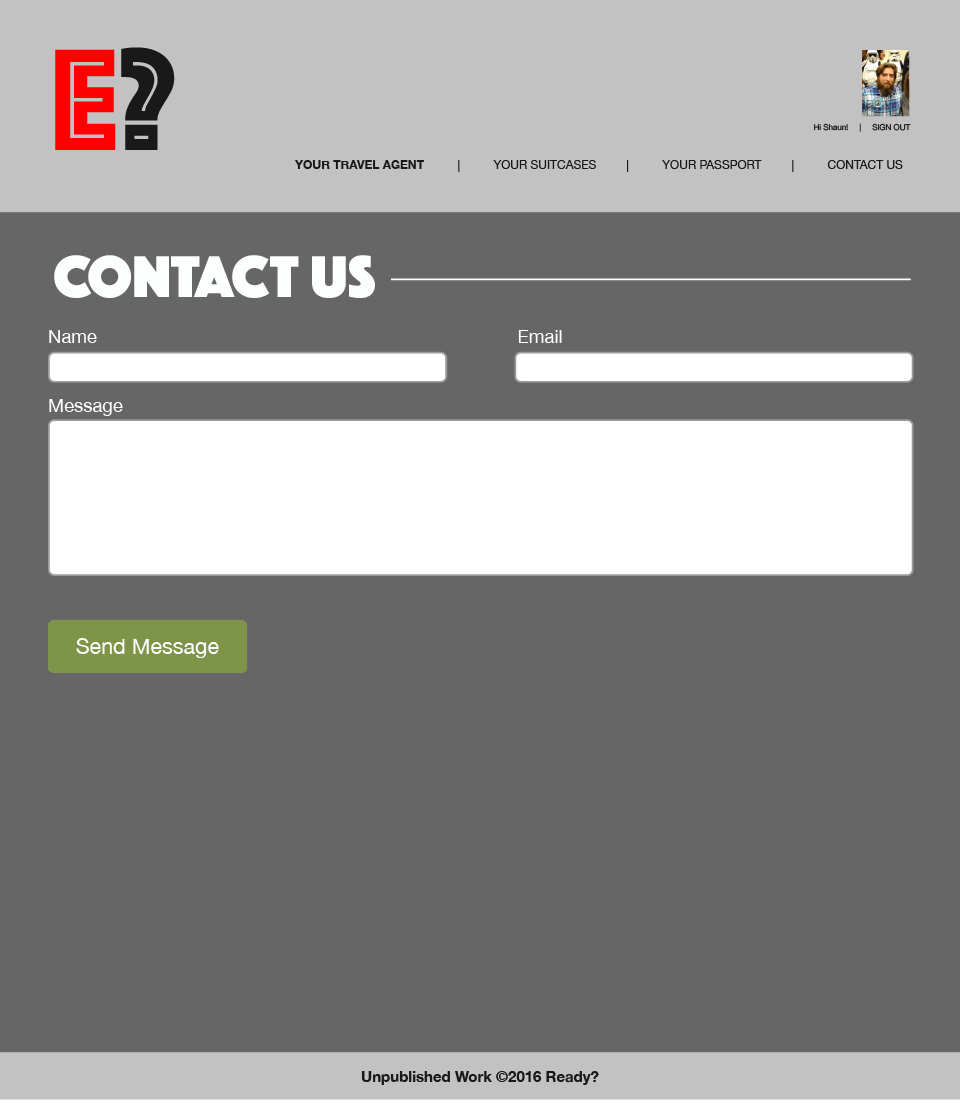 E?
Hi Shaun! | SIGN OUT
YOUR TRAVEL AGENT | YOUR SUITCASES | YOUR PASSPORT | CONTACT US
CONTACT US
Name Email
Message
Send Message
Unpublished Work ©2016 Ready?